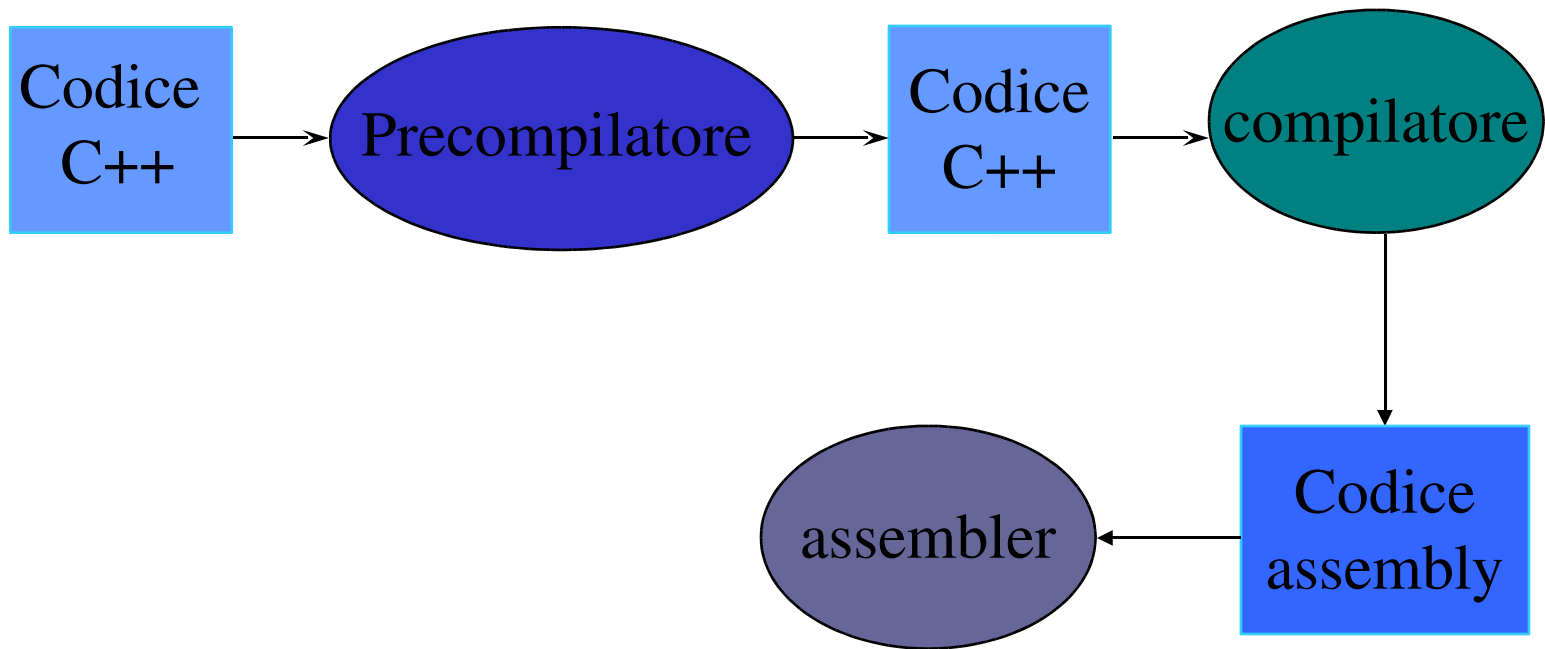 Codice
C++
Precompilatore
Codice
C++
compilatore
Codice
assembly
assembler